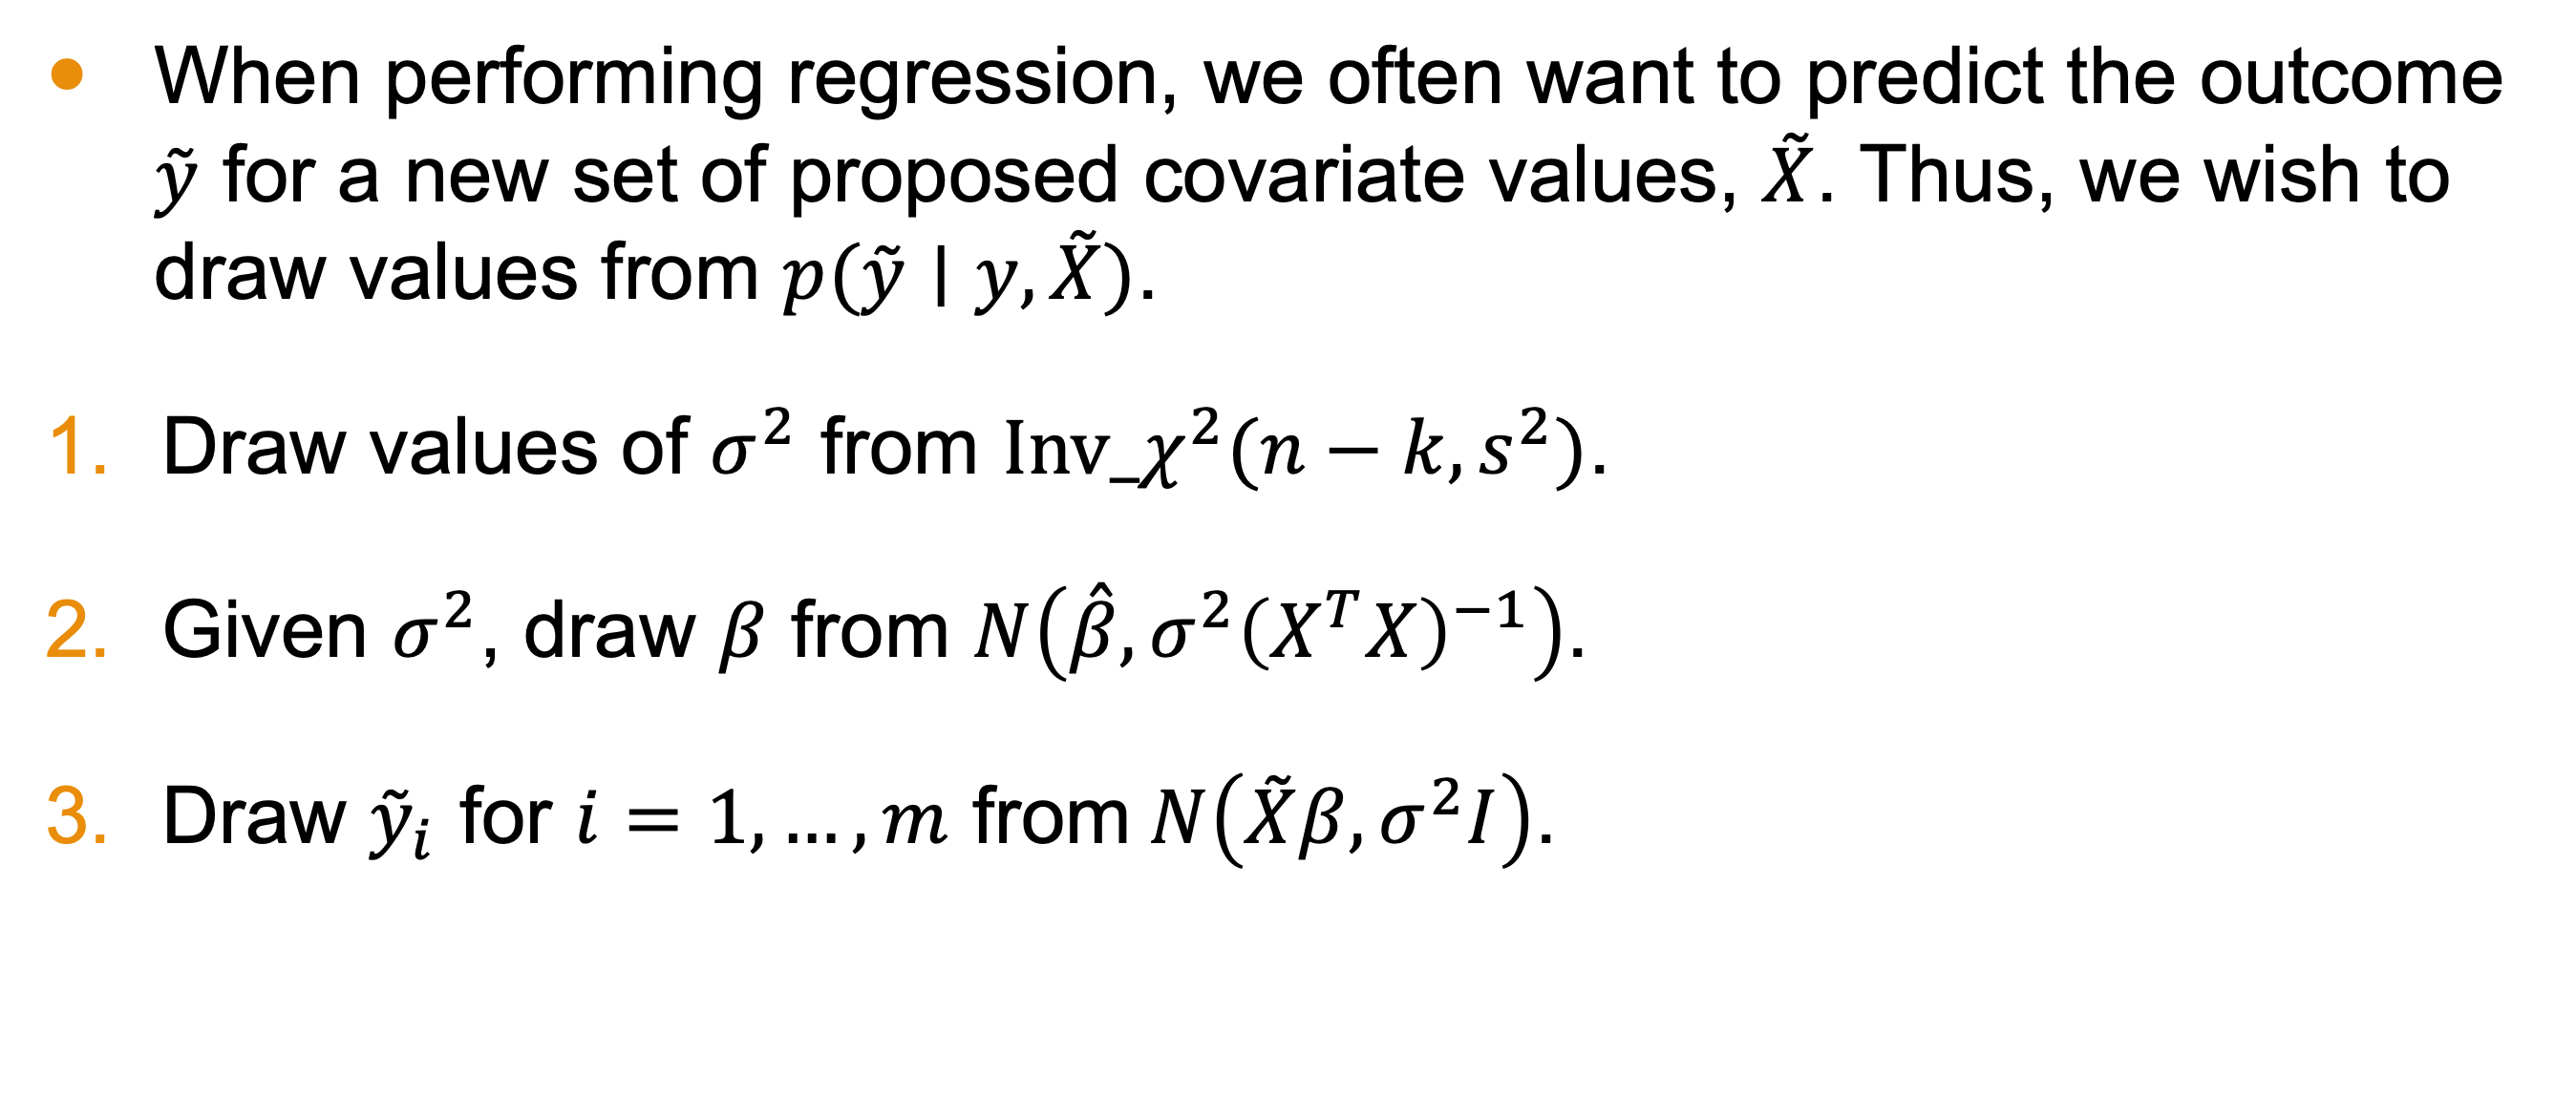 • When performing regression, we often want to predict the outcome
ỹ for a new set of proposed covariate values, X̃. Thus, we wish to
draw values from p(ỹ | y, X̃).
1. Draw values of σ² from Inv_χ²(n − k, s²).
2. Given σ², draw β from N(β̂, σ²(XᵀX)⁻¹).
3. Draw ỹᵢ for i = 1, … , m from N(X̃β, σ²I).